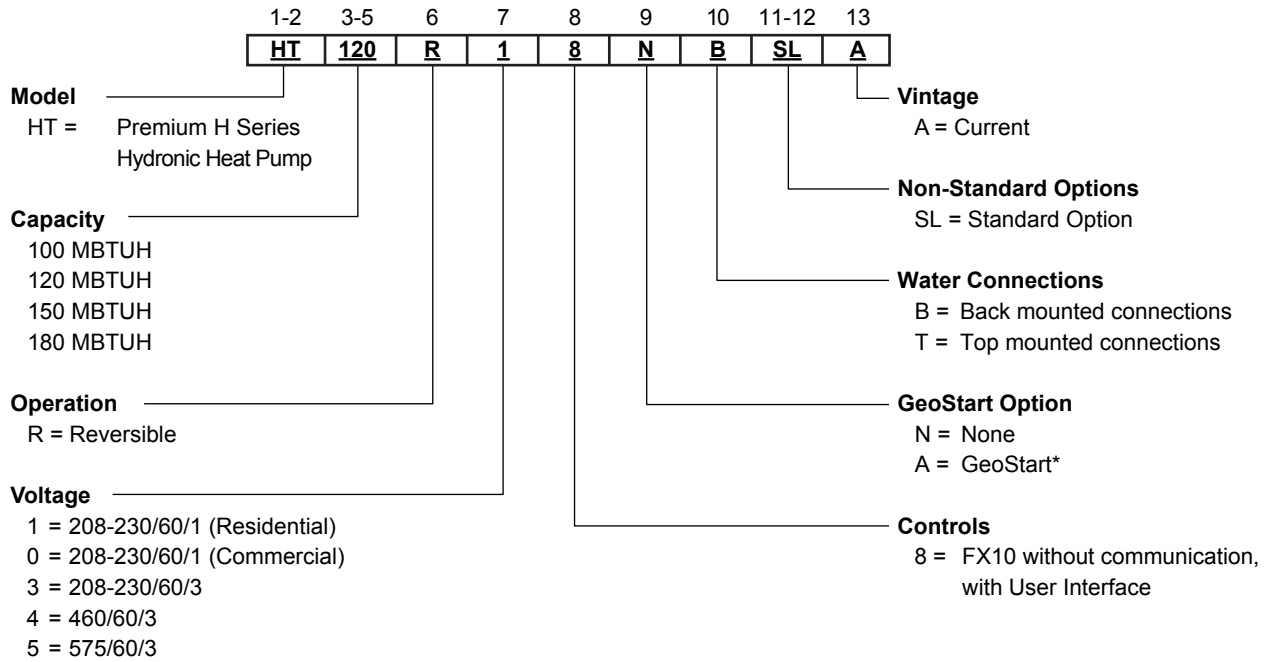 1-2 3-5 6 7 8 9 10 11-12 13
HT 120 R 1 8 N B SL A
Model
HT = Premium H Series
Hydronic Heat Pump
Capacity
100 MBTUH
120 MBTUH
150 MBTUH
180 MBTUH
Operation
R = Reversible
Voltage
1 = 208-230/60/1 (Residential)
0 = 208-230/60/1 (Commercial)
3 = 208-230/60/3
4 = 460/60/3
5 = 575/60/3
Vintage
A = Current
Non-Standard Options
SL = Standard Option
Water Connections
B = Back mounted connections
T = Top mounted connections
GeoStart Option
N = None
A = GeoStart*
Controls
8 = FX10 without communication,
with User Interface